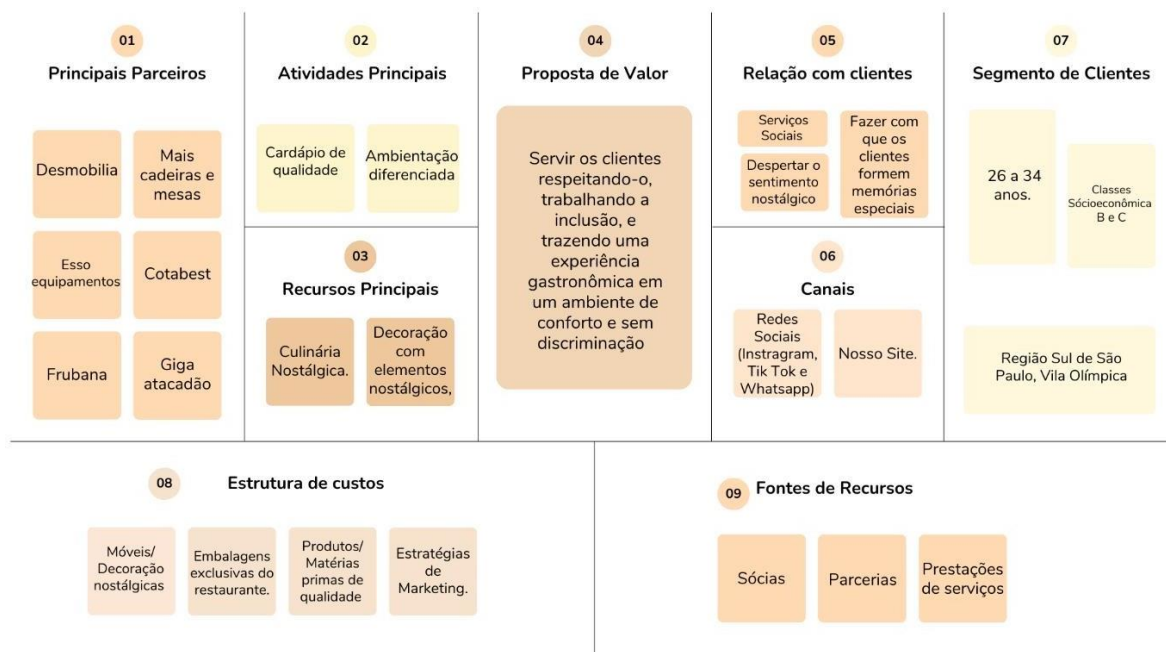 01
Principais Parceiros
Desmobilia
Mais
cadeiras e
mesas
Esso
equipamentos
Cotabest
Frubana
Giga
atacadão
02
Atividades Principais
Cardápio de
qualidade
Ambientação
diferenciada
03
Recursos Principais
Culinária
Nostálgica.
Decoração
com
elementos
nostálgicos,
04
Proposta de Valor
Servir os clientes
respeitando-o,
trabalhando a
inclusão, e
trazendo uma
experiência
gastronômica em
um ambiente de
conforto e sem
discriminação
05
Relação com clientes
Serviços
Sociais
Despertar o
sentimento
nostálgico
Fazer com
que os
clientes
formem
memórias
especiais
06
Canais
Redes
Sociais
(Instragram,
Tik Tok e
Whatsapp)
Nosso Site.
07
Segmento de Clientes
26 a 34
anos.
Classes
Sócioeconômica
B e C
Região Sul de São
Paulo, Vila Olímpica
08
Estrutura de custos
Móveis/
Decoração
nostálgicas
Embalagens
exclusivas do
restaurante.
Produtos/
Matérias
primas de
qualidade
Estratégias
de
Marketing.
09
Fontes de Recursos
Sócias
Parcerias
Prestações
de serviços